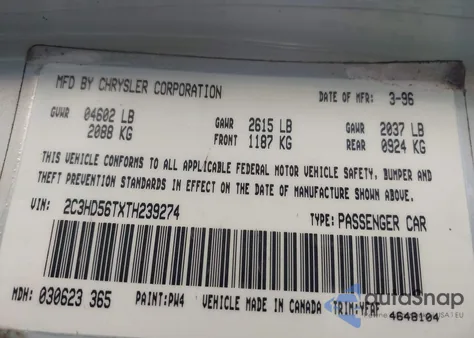 MFD BY CHRYSLER CORPORATION DATE OF MFR: 3-96
GVWR 04602 LB GAWR 2615 LB GAWR 2037 LB
2088 KG FRONT 1187 KG REAR 0924 KG
THIS VEHICLE CONFORMS TO ALL APPLICABLE FEDERAL MOTOR VEHICLE SAFETY, BUMPER AND
THEFT PREVENTION STANDARDS IN EFFECT ON THE DATE OF MANUFACTURE SHOWN ABOVE.
VIN: 2C3HD56TXTH239274 TYPE: PASSENGER CAR
MDH: 030623 365 PAINT: PW4 VEHICLE MADE IN CANADA TRIM: YFAF
4648104
autoSnap